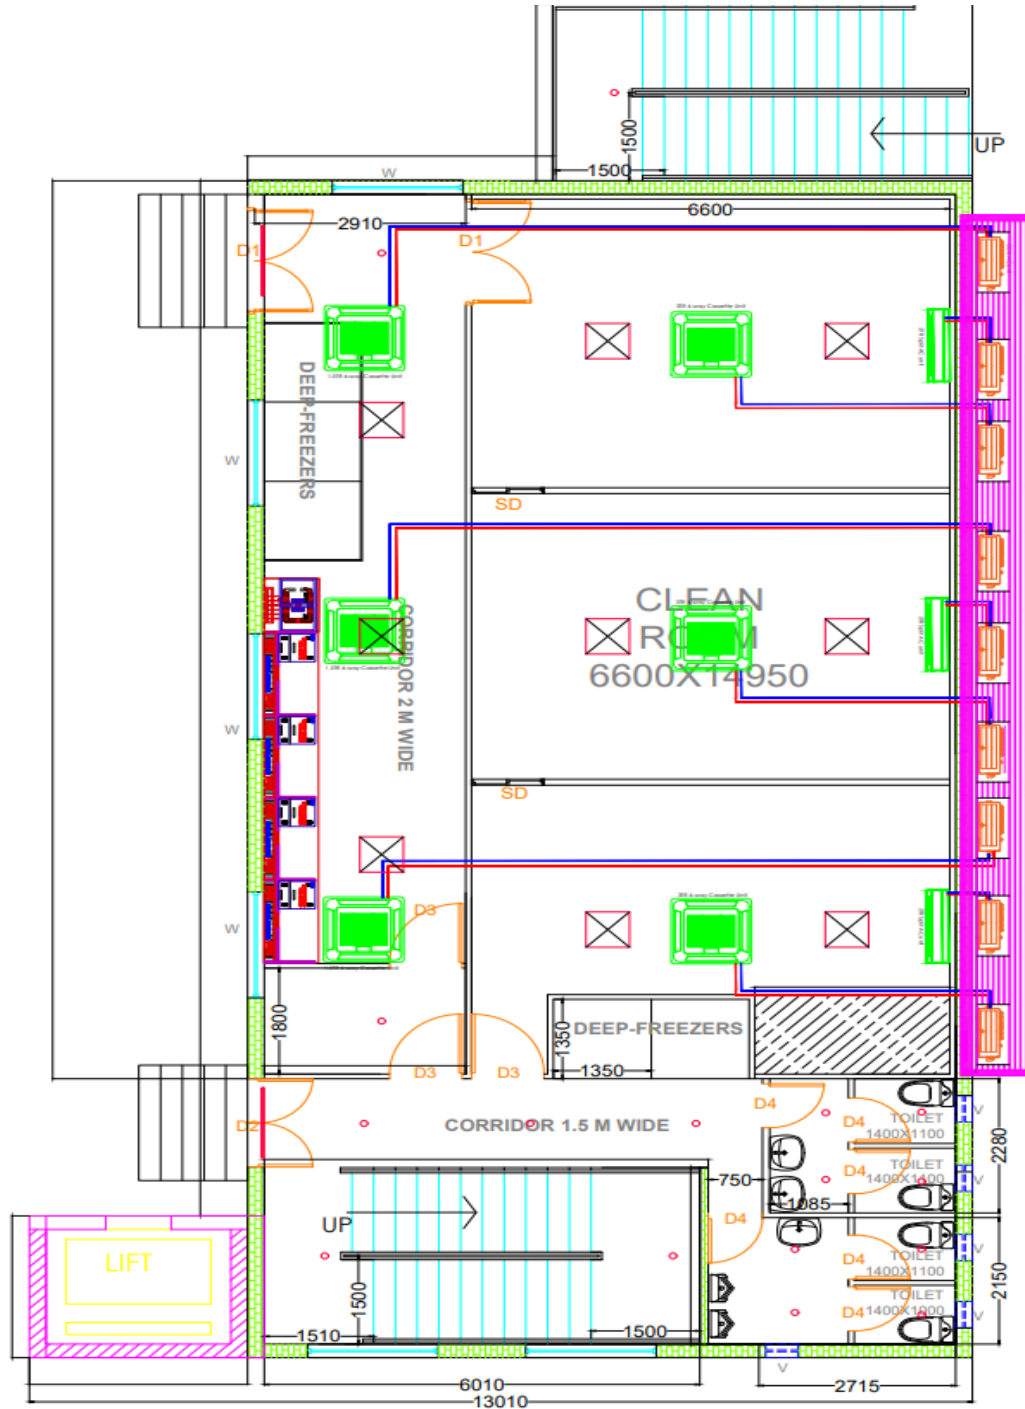 1500
UP
1500
W
6600
2910
D1
D1
DEEP-FREEZERS
W
SD
CLEAN
ROOM
6600X14950
CORRIDOR 2 M WIDE
W
SD
D3
W
1800
1350
DEEP-FREEZERS
1350
D3
D3
D2
CORRIDOR 1.5 M WIDE
D4
D4
TOILET
1400X1100
V
2280
D4
TOILET
1400X1100
V
750
1085
UP
D4
LIFT
D4
TOILET
1400X1100
V
2150
1500
D4
TOILET
1400X1000
V
1510
1500
V
6010
2715
13010